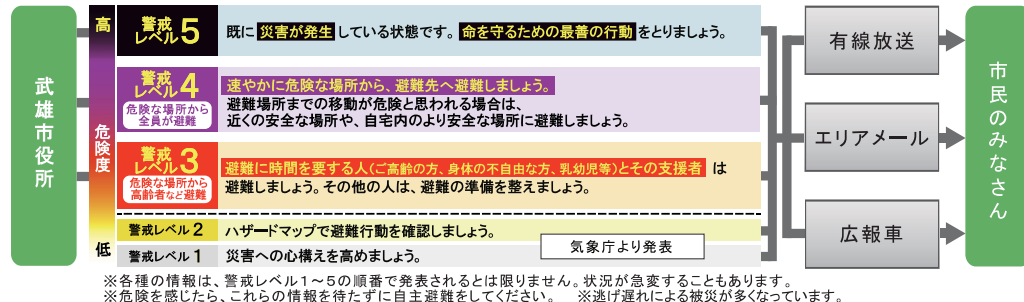 武雄市役所
高
危険度
低
警戒
レベル5
既に災害が発生している状態です。命を守るための最善の行動をとりましょう。
警戒
レベル4
危険な場所から
全員が避難
速やかに危険な場所から、避難先へ避難しましょう。
避難場所までの移動が危険と思われる場合は、
近くの安全な場所や、自宅内のより安全な場所に避難しましょう。
警戒
レベル3
危険な場所から
高齢者など避難
避難に時間を要する人(ご高齢の方、身体の不自由な方、乳幼児等)とその支援者は
避難しましょう。その他の人は、避難の準備を整えましょう。
警戒レベル2
ハザードマップで避難行動を確認しましょう。
警戒レベル1
災害への心構えを高めましょう。
気象庁より発表
有線放送
エリアメール
広報車
市民のみなさん
※各種の情報は、警戒レベル1〜5の順番で発表されるとは限りません。状況が急変することもあります。
※危険を感じたら、これらの情報を待たずに自主避難をしてください。 ※逃げ遅れによる被災が多くなっています。